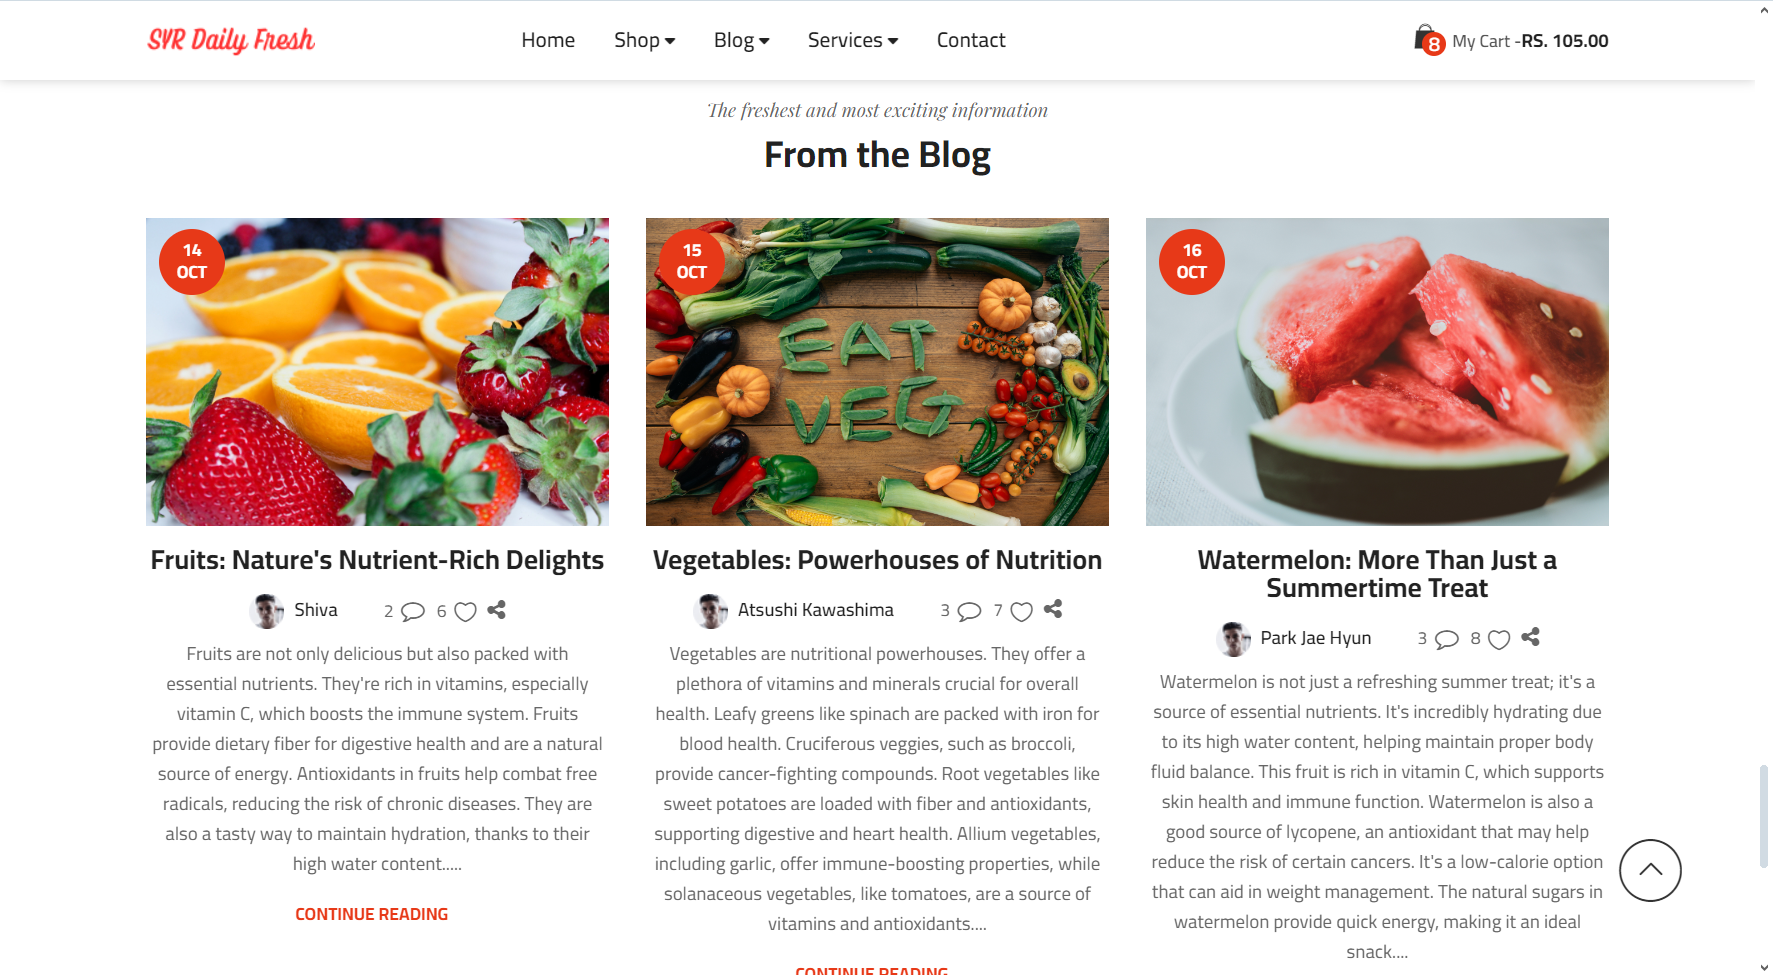 SVR Daily Fresh
Home
Shop
Blog
Services
Contact
8
My Cart -RS. 105.00
The freshest and most exciting information
From the Blog
14
OCT
Fruits: Nature's Nutrient-Rich Delights
Shiva
2
6
Fruits are not only delicious but also packed with
essential nutrients. They're rich in vitamins, especially
vitamin C, which boosts the immune system. Fruits
provide dietary fiber for digestive health and are a natural
source of energy. Antioxidants in fruits help combat free
radicals, reducing the risk of chronic diseases. They are
also a tasty way to maintain hydration, thanks to their
high water content.....
CONTINUE READING
15
OCT
EAT
VEG
Vegetables: Powerhouses of Nutrition
Atsushi Kawashima
3
7
Vegetables are nutritional powerhouses. They offer a
plethora of vitamins and minerals crucial for overall
health. Leafy greens like spinach are packed with iron for
blood health. Cruciferous veggies, such as broccoli,
provide cancer-fighting compounds. Root vegetables like
sweet potatoes are loaded with fiber and antioxidants,
supporting digestive and heart health. Allium vegetables,
including garlic, offer immune-boosting properties, while
solanaceous vegetables, like tomatoes, are a source of
vitamins and antioxidants....
CONTINUE READING
16
OCT
Watermelon: More Than Just a
Summertime Treat
Park Jae Hyun
3
8
Watermelon is not just a refreshing summer treat; it's a
source of essential nutrients. It's incredibly hydrating due
to its high water content, helping maintain proper body
fluid balance. This fruit is rich in vitamin C, which supports
skin health and immune function. Watermelon is also a
good source of lycopene, an antioxidant that may help
reduce the risk of certain cancers. It's a low-calorie option
that can aid in weight management. The natural sugars in
watermelon provide quick energy, making it an ideal
snack....